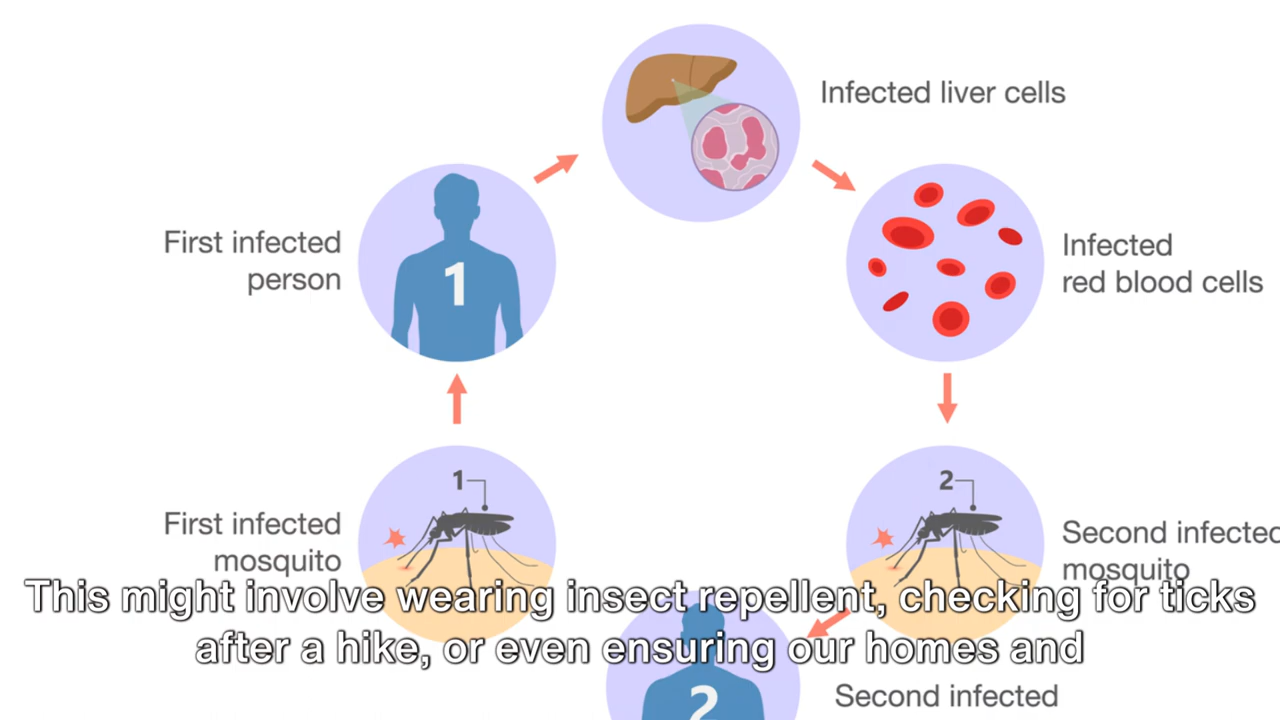 Infected liver cells
First infected
person
1
Infected
red blood cells
1
First infected
mosquito
2
Second infected
mosquito
This might involve wearing insect repellent, checking for ticks
after a hike, or even ensuring our homes and
2
Second infected